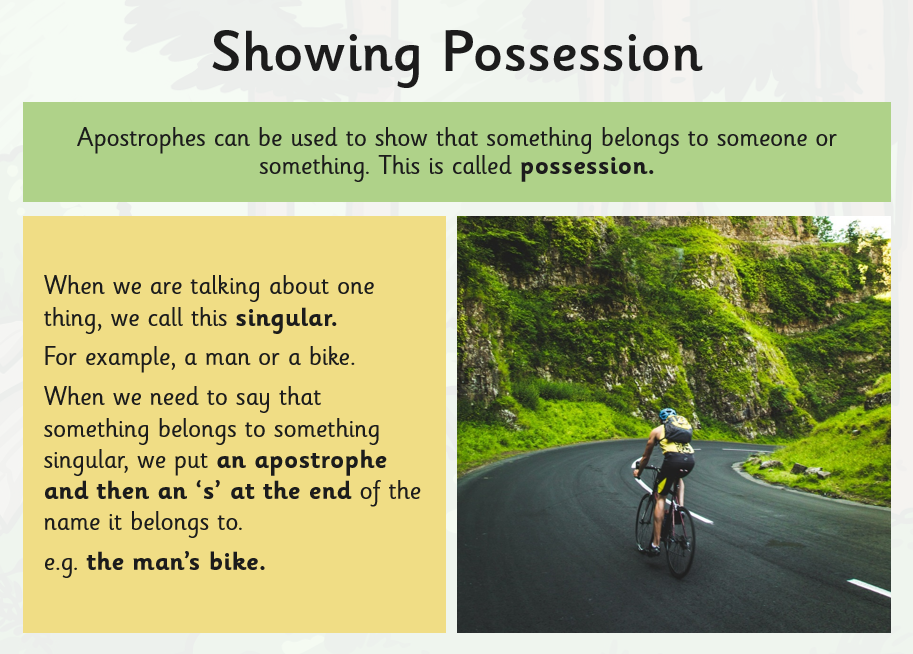 Showing Possession
Apostrophes can be used to show that something belongs to someone or
something. This is called possession.
When we are talking about one
thing, we call this singular.
For example, a man or a bike.
When we need to say that
something belongs to something
singular, we put an apostrophe
and then an ‘s’ at the end of the
name it belongs to.
e.g. the man’s bike.